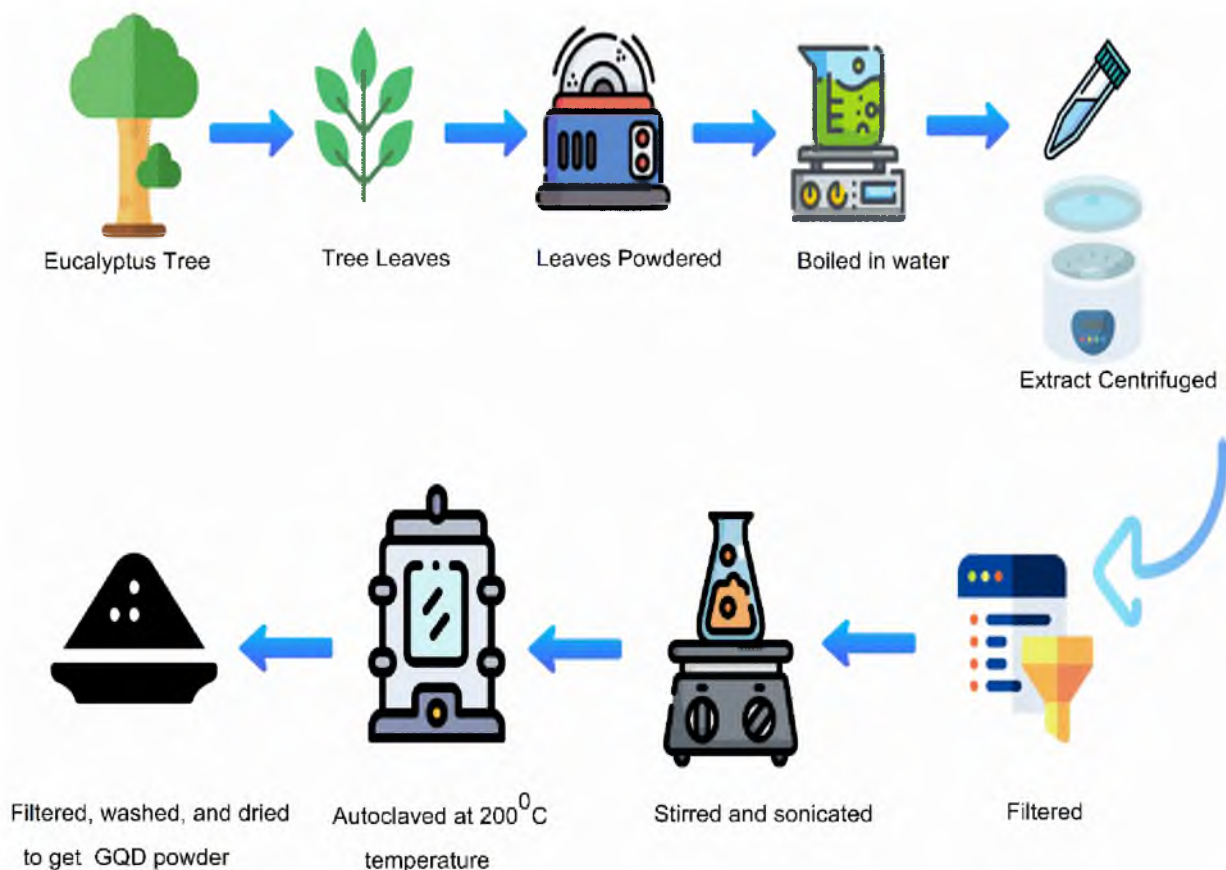 Eucalyptus Tree
Tree Leaves
Leaves Powdered
Boiled in water
Extract Centrifuged
Filtered, washed, and dried
to get GQD powder
Autoclaved at 200⁰C
temperature
Stirred and sonicated
Filtered